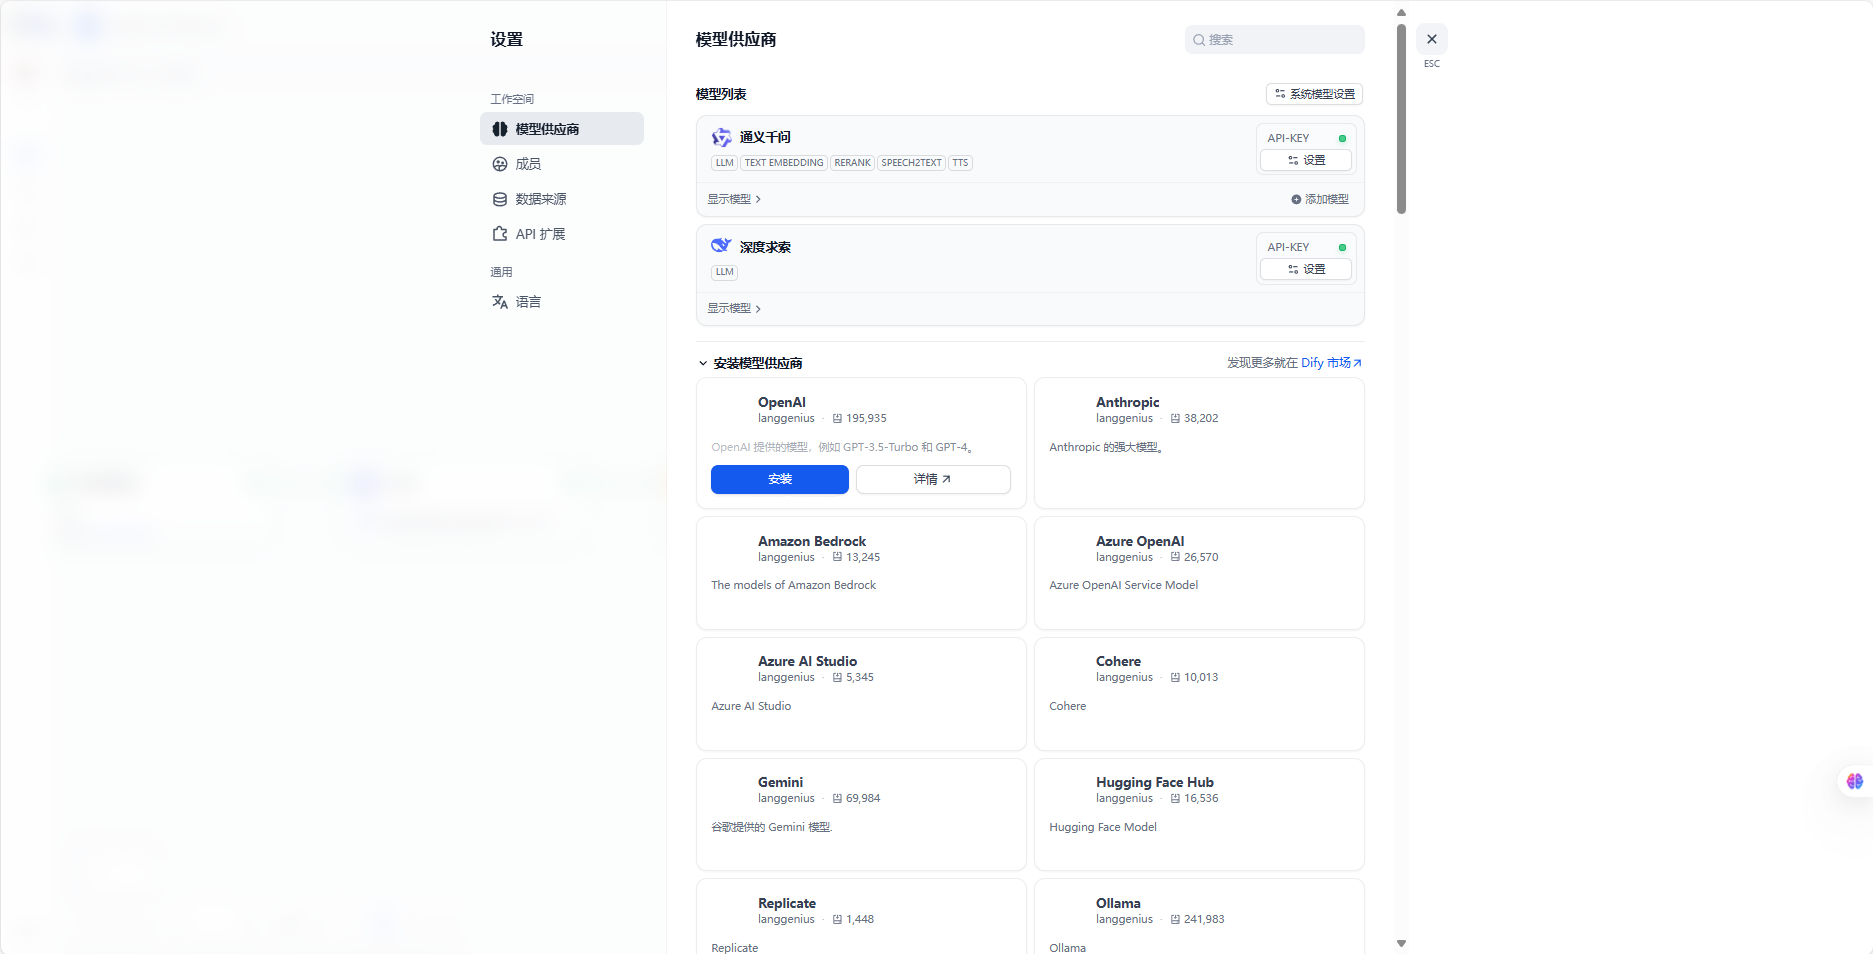 设置
工作空间
模型供应商
成员
数据来源
API 扩展
通用
语言
模型供应商
搜索
ESC
模型列表
系统模型设置
通义千问
LLM TEXT EMBEDDING RERANK SPEECH2TEXT TTS
API-KEY
设置
显示模型
添加模型
深度求索
LLM
API-KEY
设置
显示模型
安装模型供应商
发现更多就在 Dify 市场
OpenAI
langgenius · 195,935
OpenAI 提供的模型，例如 GPT-3.5-Turbo 和 GPT-4。
安装
详情
Anthropic
langgenius · 38,202
Anthropic 的强大模型。
Amazon Bedrock
langgenius · 13,245
The models of Amazon Bedrock
Azure OpenAI
langgenius · 26,570
Azure OpenAI Service Model
Azure AI Studio
langgenius · 5,345
Azure AI Studio
Cohere
langgenius · 10,013
Cohere
Gemini
langgenius · 69,984
谷歌提供的 Gemini 模型.
Hugging Face Hub
langgenius · 16,536
Hugging Face Model
Replicate
langgenius · 1,448
Replicate
Ollama
langgenius · 241,983
Ollama